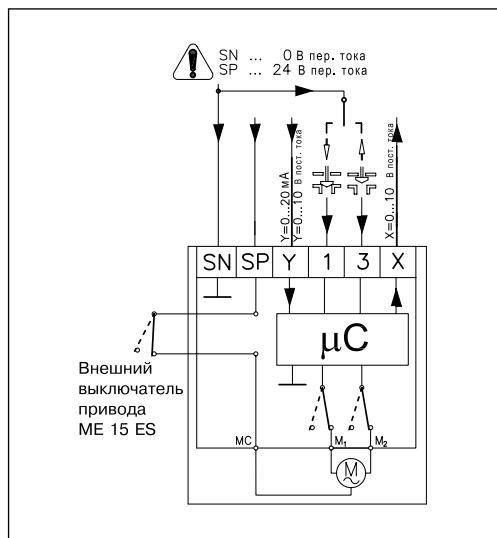 SN ... 0 В пер. тока
SP ... 24 В пер. тока
Y=0...20 мА
Y=0...10 В пост. тока
X=0...10 В пост. тока
SN SP Y 1 3 X
μC
Внешний
выключатель
привода
ME 15 ES
MC M1 M2
M
~